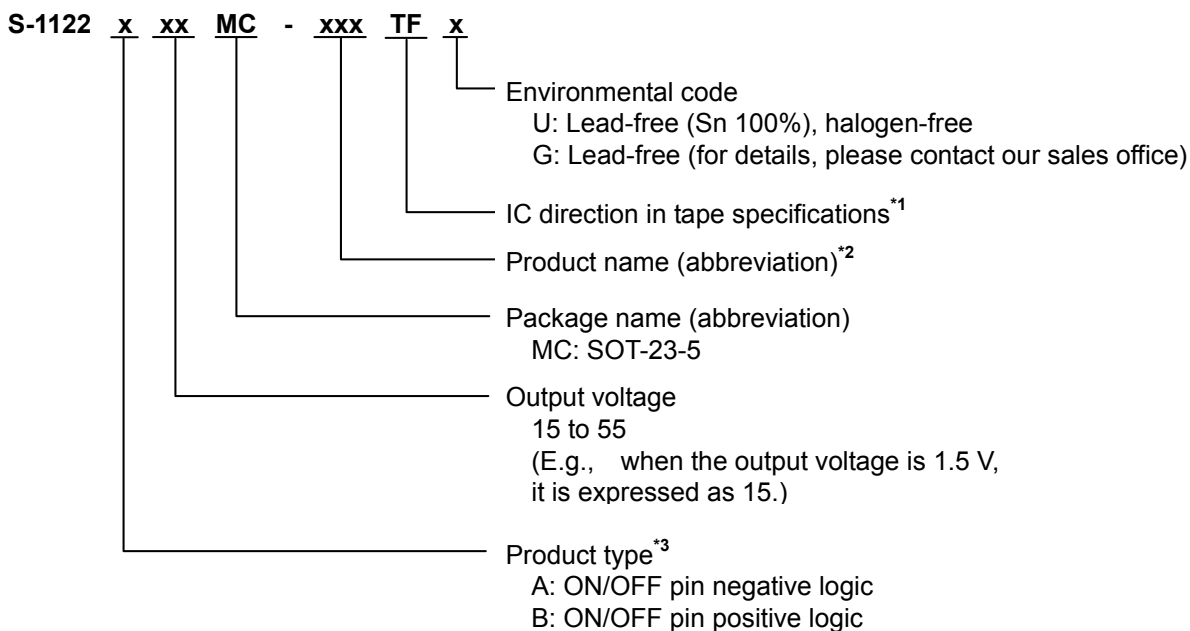 S-1122 x xx MC - xxx TF x
Environmental code
U: Lead-free (Sn 100%), halogen-free
G: Lead-free (for details, please contact our sales office)
IC direction in tape specifications*1
Product name (abbreviation)*2
Package name (abbreviation)
MC: SOT-23-5
Output voltage
15 to 55
(E.g., when the output voltage is 1.5 V,
it is expressed as 15.)
Product type*3
A: ON/OFF pin negative logic
B: ON/OFF pin positive logic